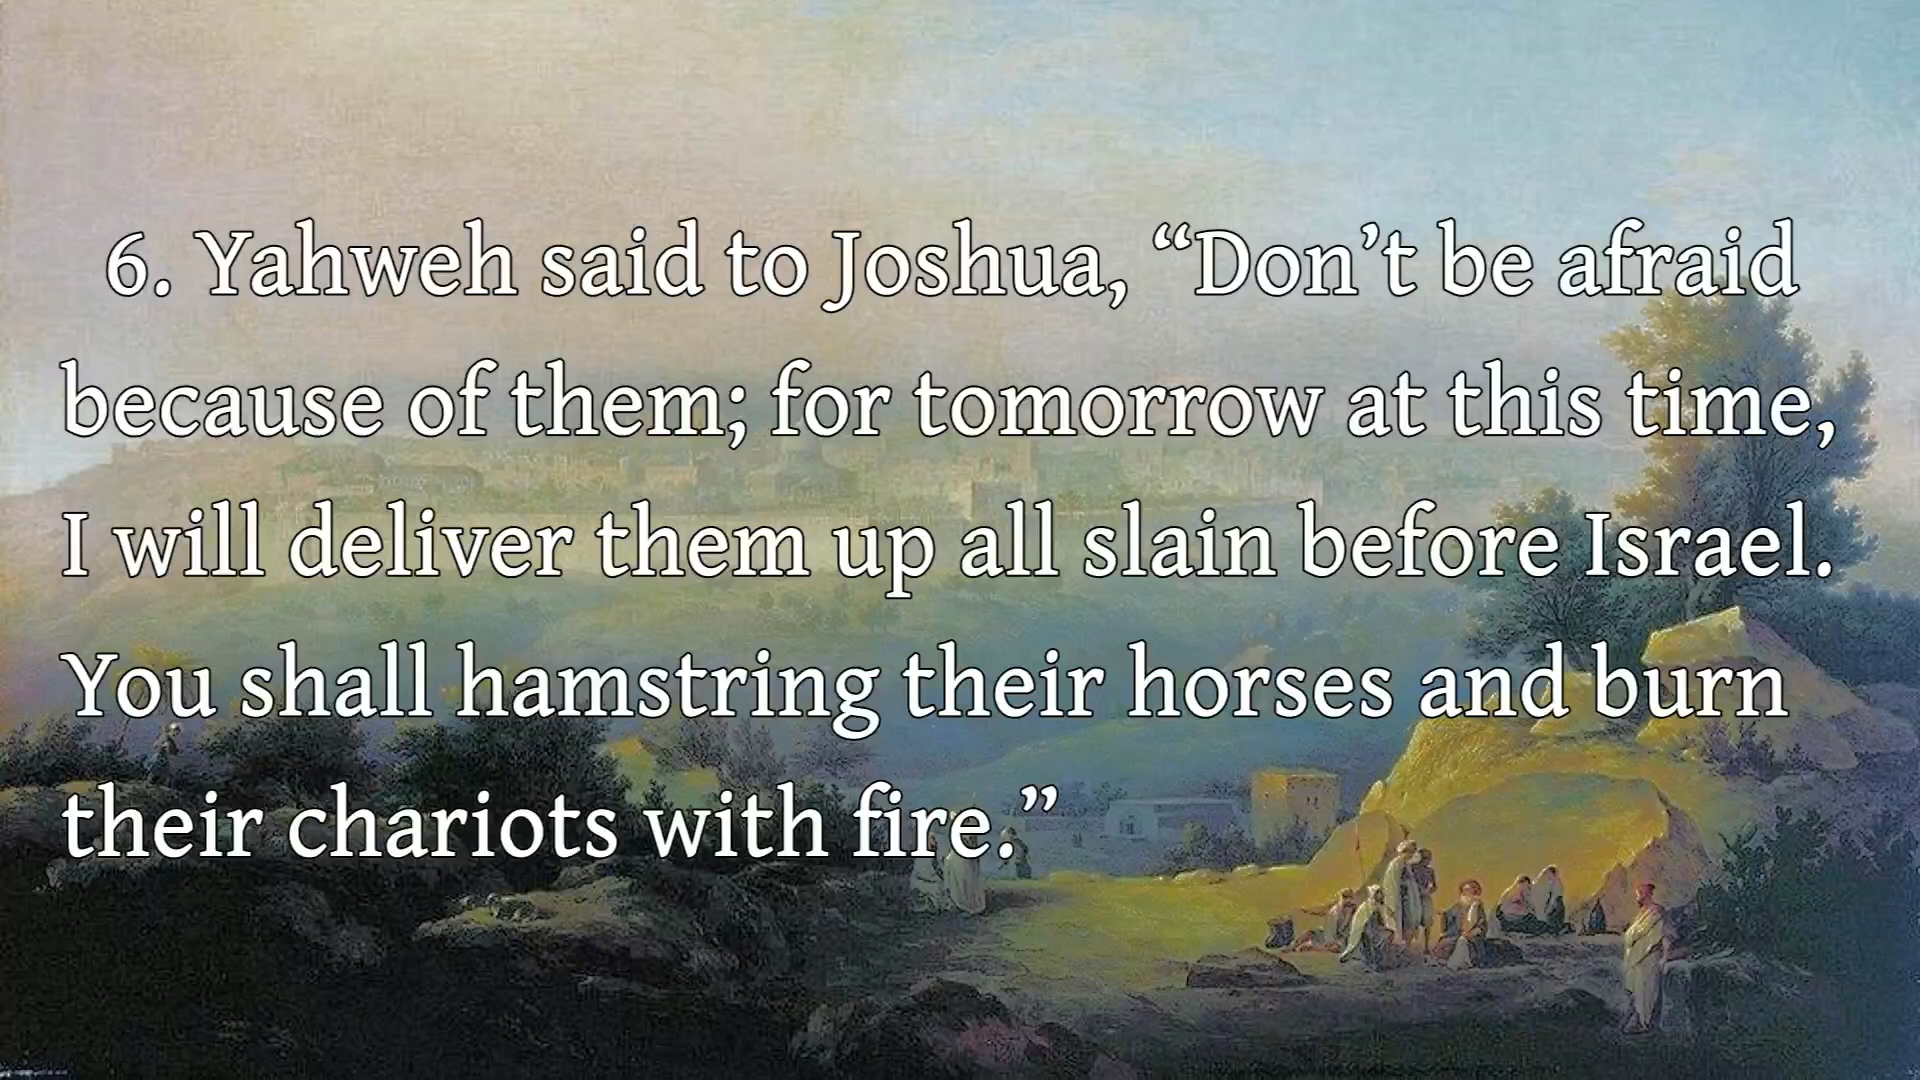 6. Yahweh said to Joshua, “Don’t be afraid
because of them; for tomorrow at this time,
I will deliver them up all slain before Israel.
You shall hamstring their horses and burn
their chariots with fire.”